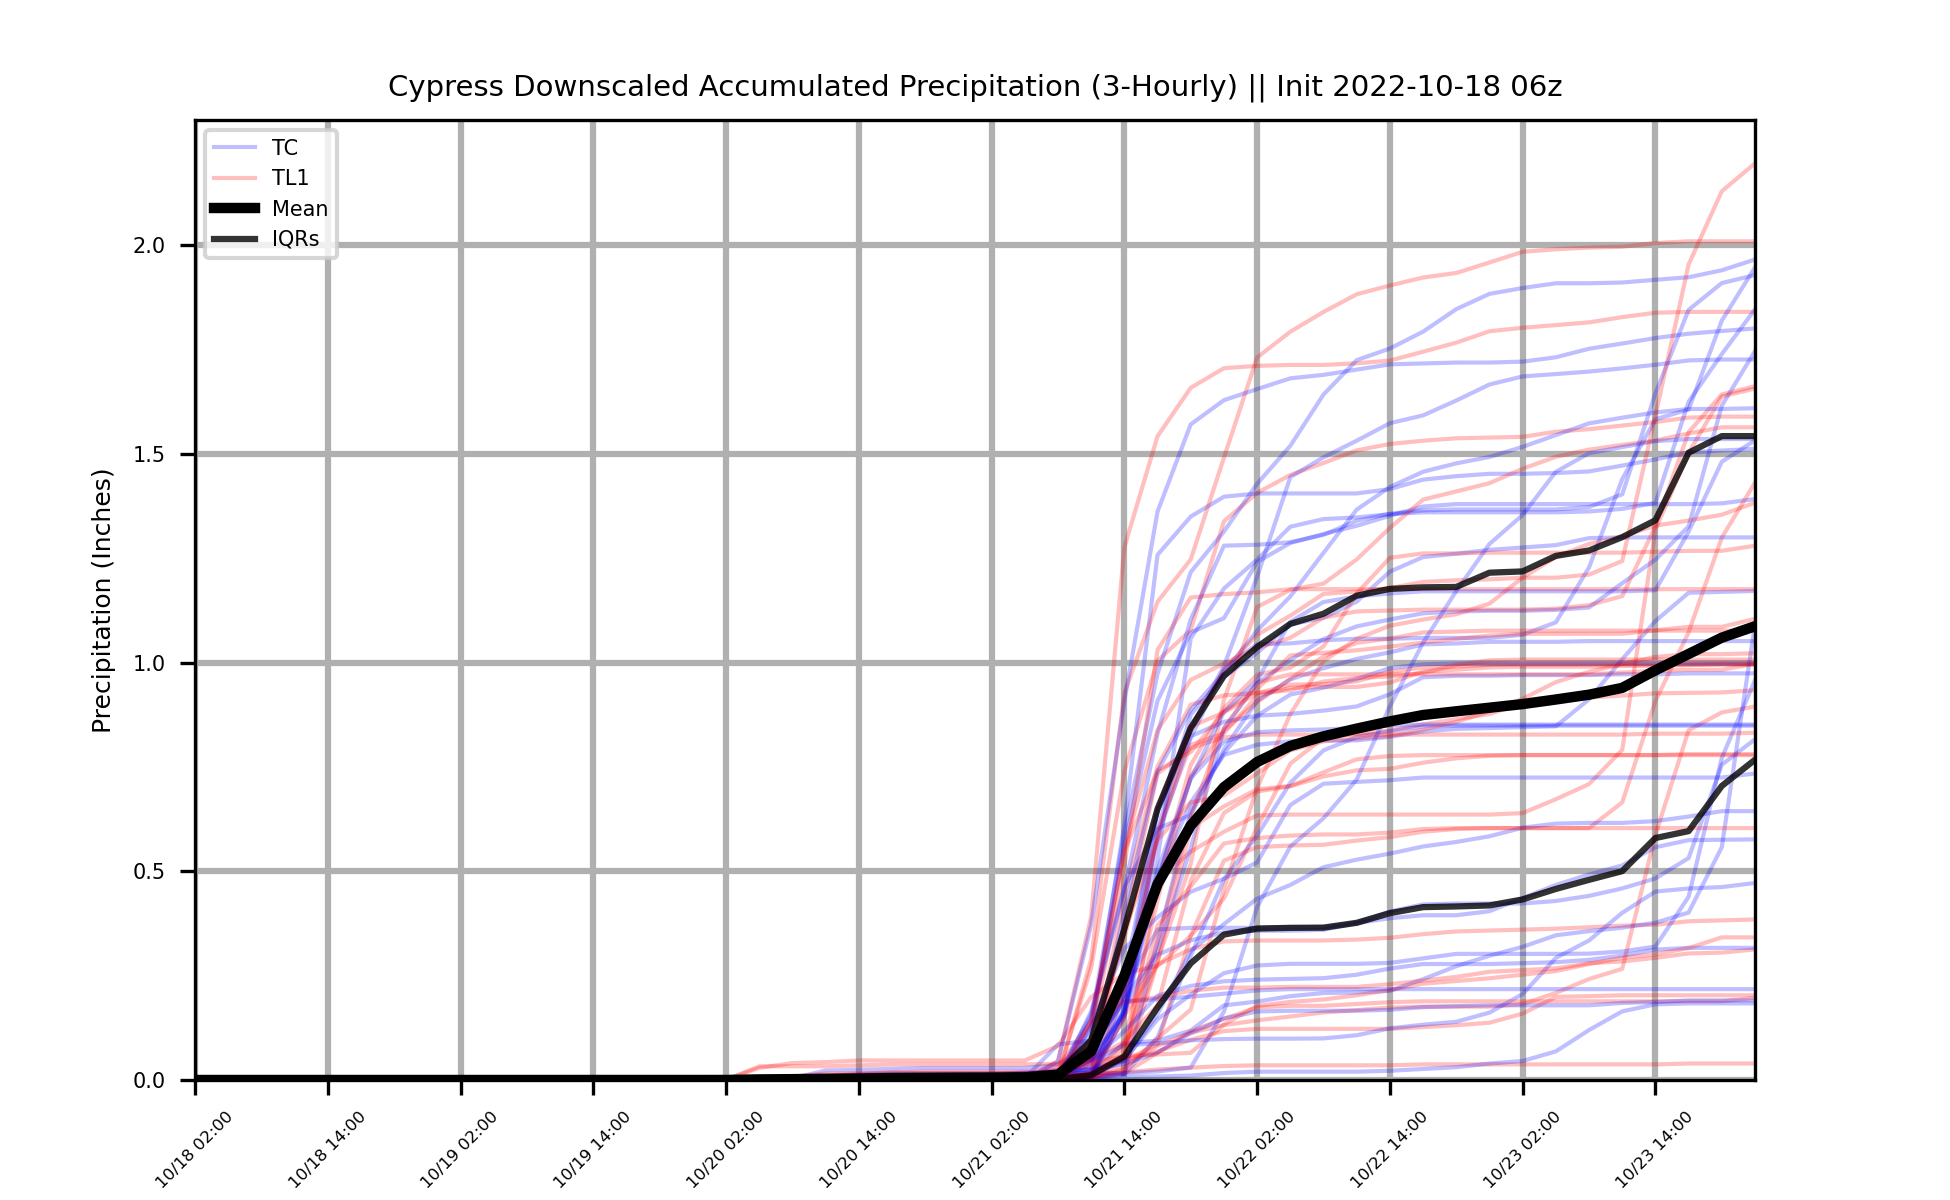 Cypress Downscaled Accumulated Precipitation (3-Hourly) || Init 2022-10-18 06z
TC
TL1
Mean
IQRs
Precipitation (Inches)
2.0
1.5
1.0
0.5
0.0
10/18 02:00
10/18 14:00
10/19 02:00
10/19 14:00
10/20 02:00
10/20 14:00
10/21 02:00
10/21 14:00
10/22 02:00
10/22 14:00
10/23 02:00
10/23 14:00